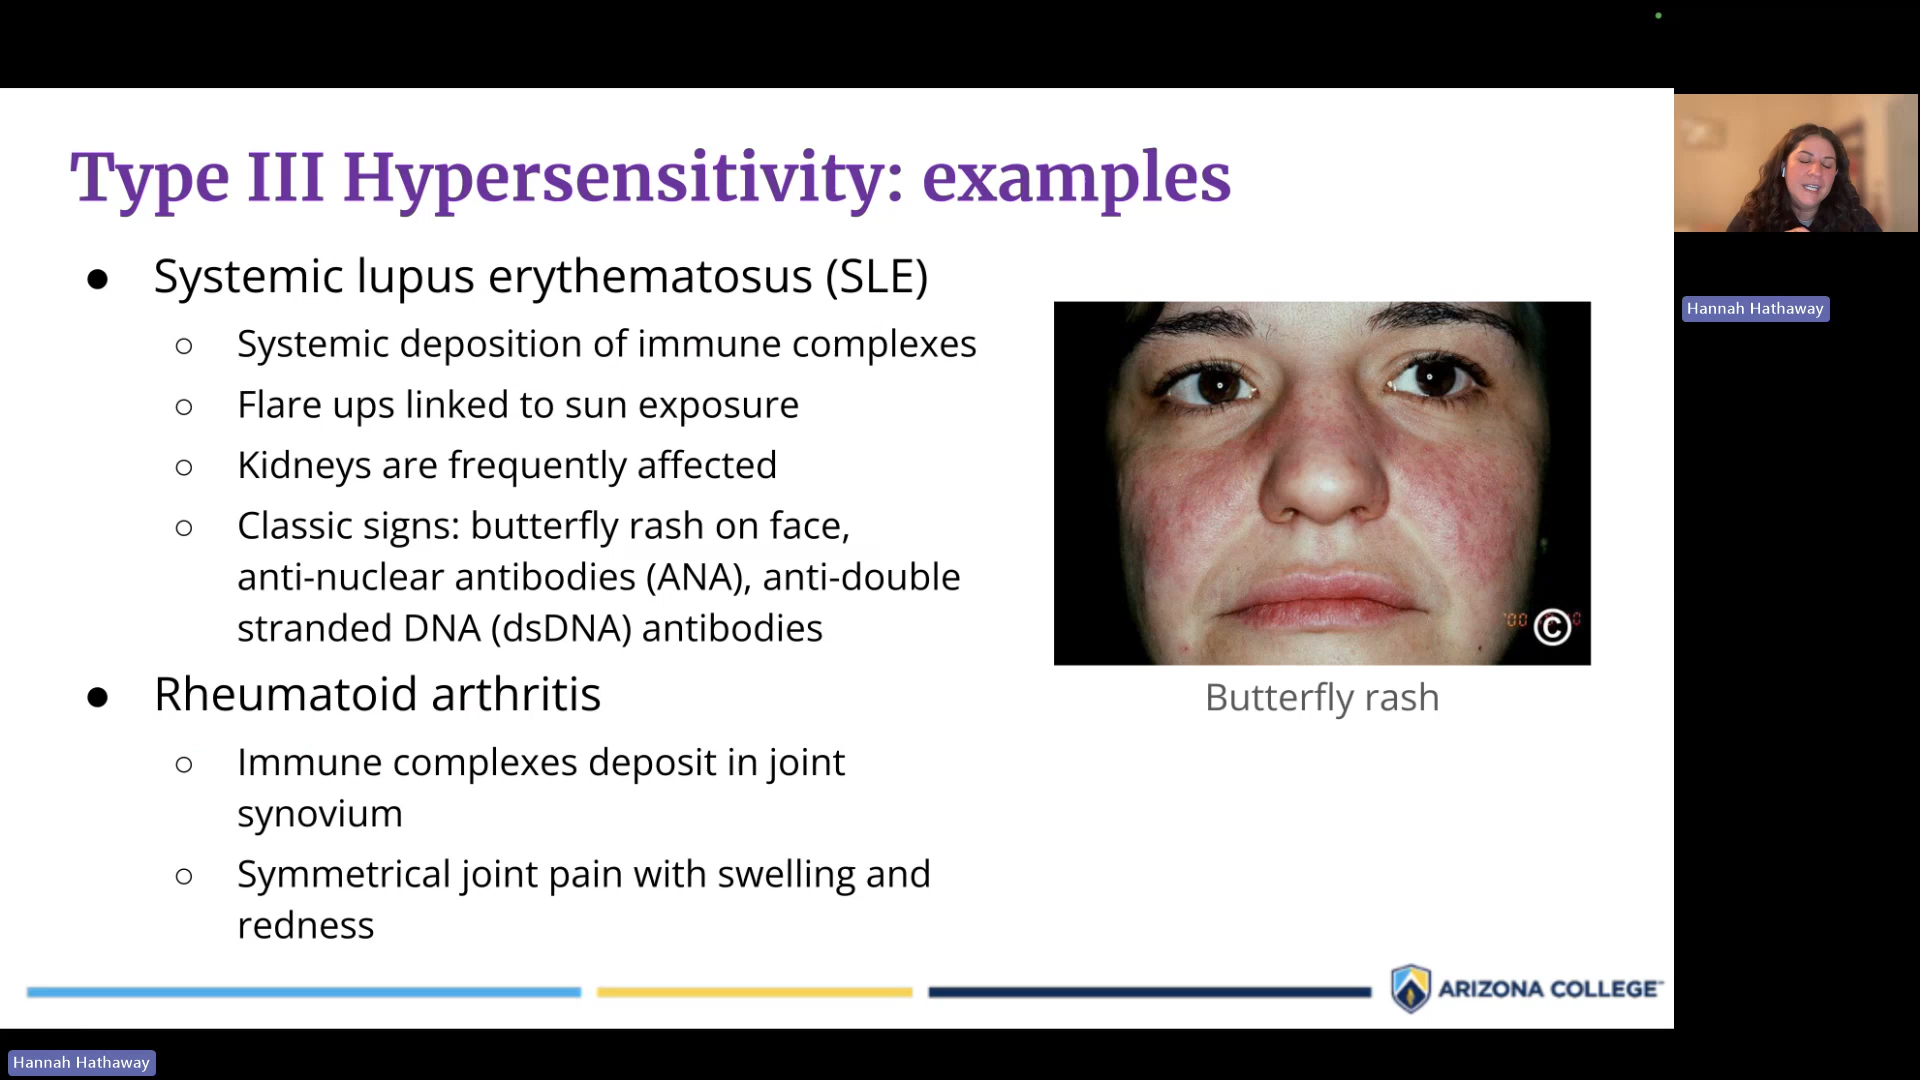 Type III Hypersensitivity: examples
● Systemic lupus erythematosus (SLE)
○ Systemic deposition of immune complexes
○ Flare ups linked to sun exposure
○ Kidneys are frequently affected
○ Classic signs: butterfly rash on face,
anti-nuclear antibodies (ANA), anti-double
stranded DNA (dsDNA) antibodies
● Rheumatoid arthritis
○ Immune complexes deposit in joint
synovium
○ Symmetrical joint pain with swelling and
redness
©
Butterfly rash
ARIZONA COLLEGE
Hannah Hathaway
Hannah Hathaway